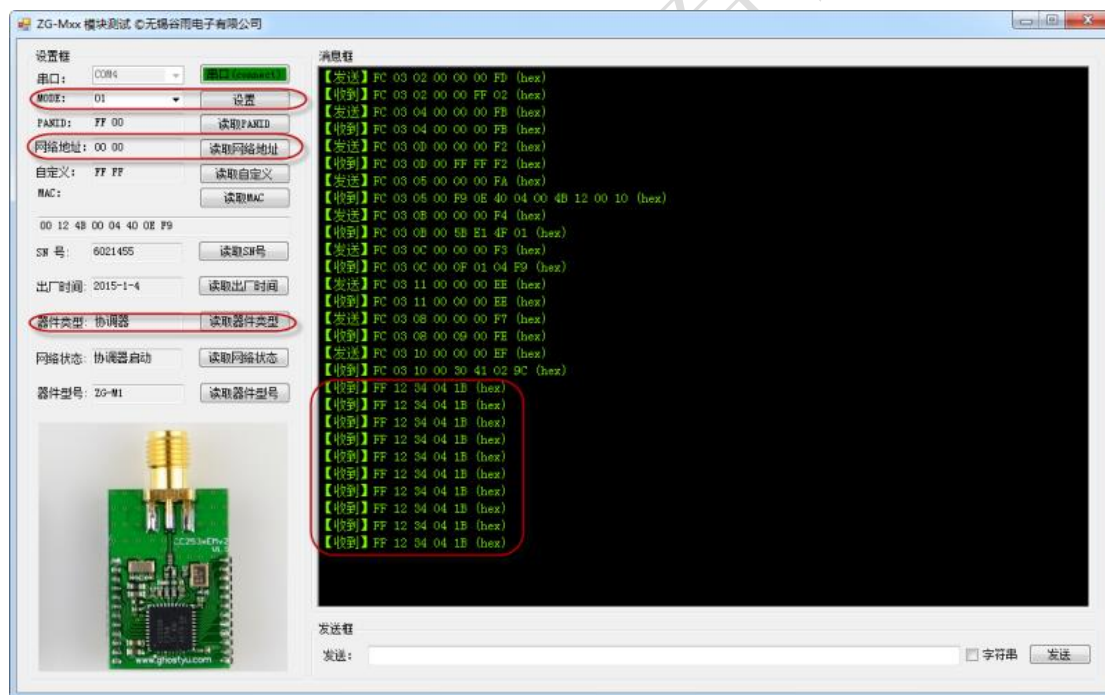 ZG-Mxx 模块测试 ©无锡谷雨电子有限公司
设置框
串口: COM4 串口(connect)
MODE: 01 设置
PANID: FF 00 读取PANID
网络地址: 00 00 读取网络地址
自定义: FF FF 读取自定义
MAC: 读取MAC
00 12 4B 00 04 40 0E F9
SN 号: 6021455 读取SN号
出厂时间: 2015-1-4 读取出厂时间
器件类型: 协调器 读取器件类型
网络状态: 协调器启动 读取网络状态
器件型号: ZG-M1 读取器件型号
CC253xEMv2
V1.
www.ghostyu.com
消息框
【发送】FC 03 02 00 00 00 FD (hex)
【收到】FC 03 02 00 00 FF 02 (hex)
【发送】FC 03 04 00 00 00 FB (hex)
【收到】FC 03 04 00 00 00 FB (hex)
【发送】FC 03 0D 00 00 00 F2 (hex)
【收到】FC 03 0D 00 FF FF F2 (hex)
【发送】FC 03 05 00 00 00 FA (hex)
【收到】FC 03 05 00 F9 0E 40 04 00 4B 12 00 10 (hex)
【发送】FC 03 0B 00 00 00 F4 (hex)
【收到】FC 03 0B 00 5B E1 4F 01 (hex)
【发送】FC 03 0C 00 00 00 F3 (hex)
【收到】FC 03 0C 00 0F 01 04 F9 (hex)
【发送】FC 03 11 00 00 00 EE (hex)
【收到】FC 03 11 00 00 00 EE (hex)
【发送】FC 03 08 00 00 00 F7 (hex)
【收到】FC 03 08 00 09 00 FE (hex)
【发送】FC 03 10 00 00 00 EF (hex)
【收到】FC 03 10 00 30 41 02 9C (hex)
【收到】FF 12 34 04 1B (hex)
【收到】FF 12 34 04 1B (hex)
【收到】FF 12 34 04 1B (hex)
【收到】FF 12 34 04 1B (hex)
【收到】FF 12 34 04 1B (hex)
【收到】FF 12 34 04 1B (hex)
【收到】FF 12 34 04 1B (hex)
【收到】FF 12 34 04 1B (hex)
【收到】FF 12 34 04 1B (hex)
【收到】FF 12 34 04 1B (hex)
发送框
发送: 字符串 发送